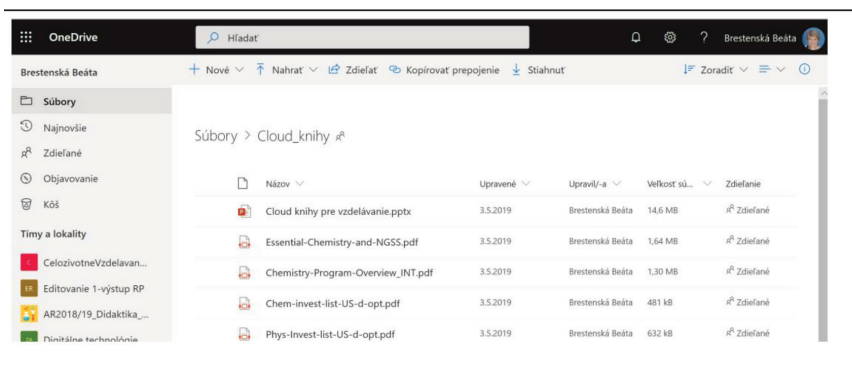 OneDrive
Hľadať
?
Brestenská Beáta
Brestenská Beáta
Nové
Nahrať
Zdieľať
Kopírovať prepojenie
Stiahnuť
Zoradiť
Súbory
Najnovšie
Zdieľané
Objavovanie
Kôš
Tímy a lokality
C CelozivotneVzdelavan...
ER Editovanie 1-výstup RP
AR2018/19_Didaktika_...
Digitálne technológie
Súbory > Cloud_knihy
Názov Upravené Upravil/-a Veľkosť sú... Zdieľanie
Cloud knihy pre vzdelávanie.pptx 3.5.2019 Brestenská Beáta 14,6 MB Zdieľané
Essential-Chemistry-and-NGSS.pdf 3.5.2019 Brestenská Beáta 1,64 MB Zdieľané
Chemistry-Program-Overview_INT.pdf 3.5.2019 Brestenská Beáta 1,30 MB Zdieľané
Chem-invest-list-US-d-opt.pdf 3.5.2019 Brestenská Beáta 481 kB Zdieľané
Phys-Invest-list-US-d-opt.pdf 3.5.2019 Brestenská Beáta 632 kB Zdieľané